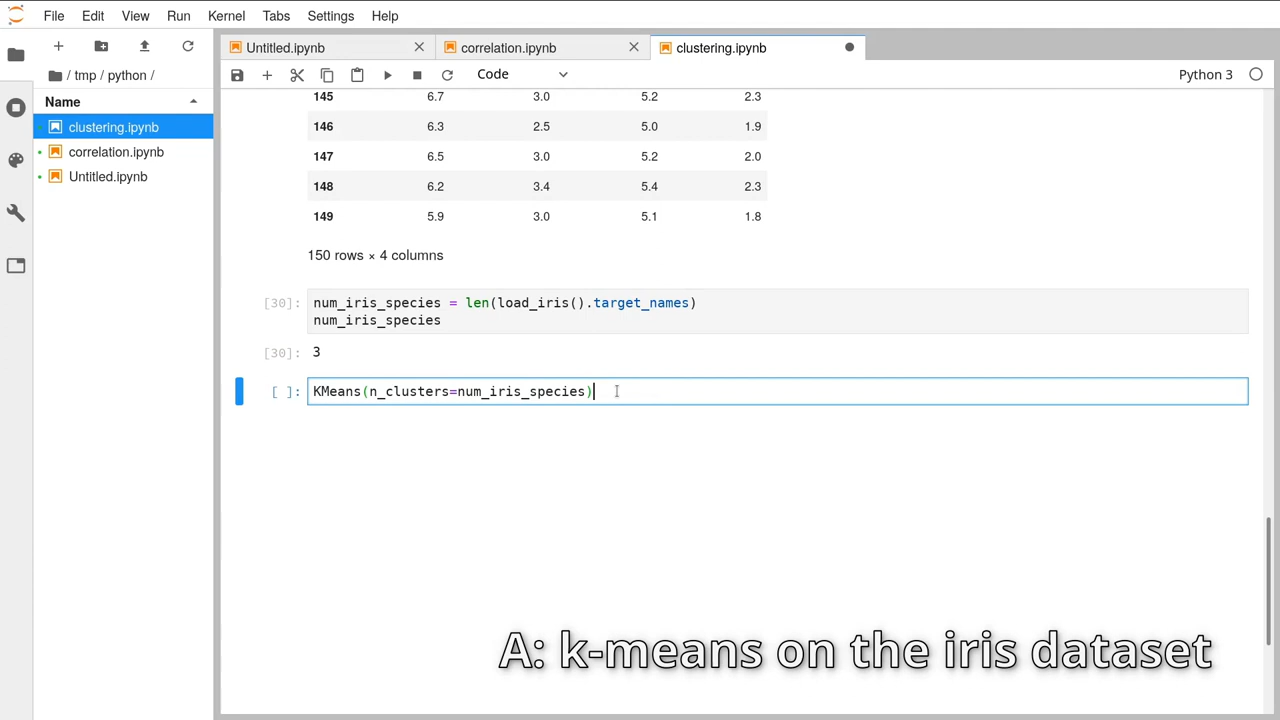 File Edit View Run Kernel Tabs Settings Help
/ tmp / python /
Name
clustering.ipynb
correlation.ipynb
Untitled.ipynb
Untitled.ipynb correlation.ipynb clustering.ipynb
Code Python 3
145 6.7 3.0 5.2 2.3
146 6.3 2.5 5.0 1.9
147 6.5 3.0 5.2 2.0
148 6.2 3.4 5.4 2.3
149 5.9 3.0 5.1 1.8
150 rows × 4 columns
[30]: num_iris_species = len(load_iris().target_names)
num_iris_species
[30]: 3
[ ]: KMeans(n_clusters=num_iris_species)
A: k-means on the iris dataset